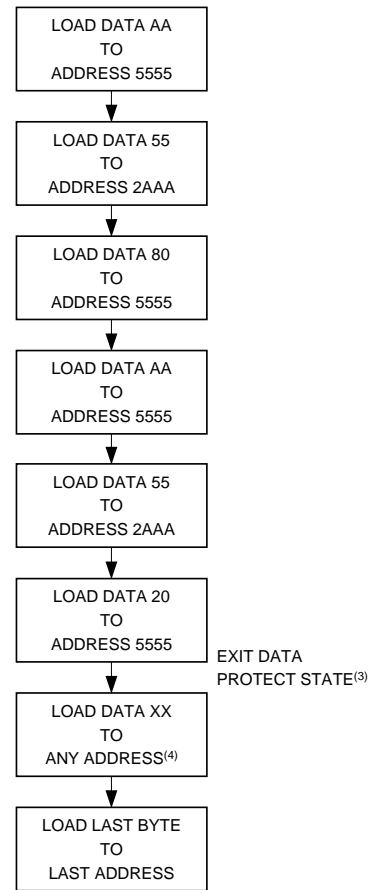 LOAD DATA AA
TO
ADDRESS 5555
LOAD DATA 55
TO
ADDRESS 2AAA
LOAD DATA 80
TO
ADDRESS 5555
LOAD DATA AA
TO
ADDRESS 5555
LOAD DATA 55
TO
ADDRESS 2AAA
LOAD DATA 20
TO
ADDRESS 5555
EXIT DATA
PROTECT STATE(3)
LOAD DATA XX
TO
ANY ADDRESS(4)
LOAD LAST BYTE
TO
LAST ADDRESS